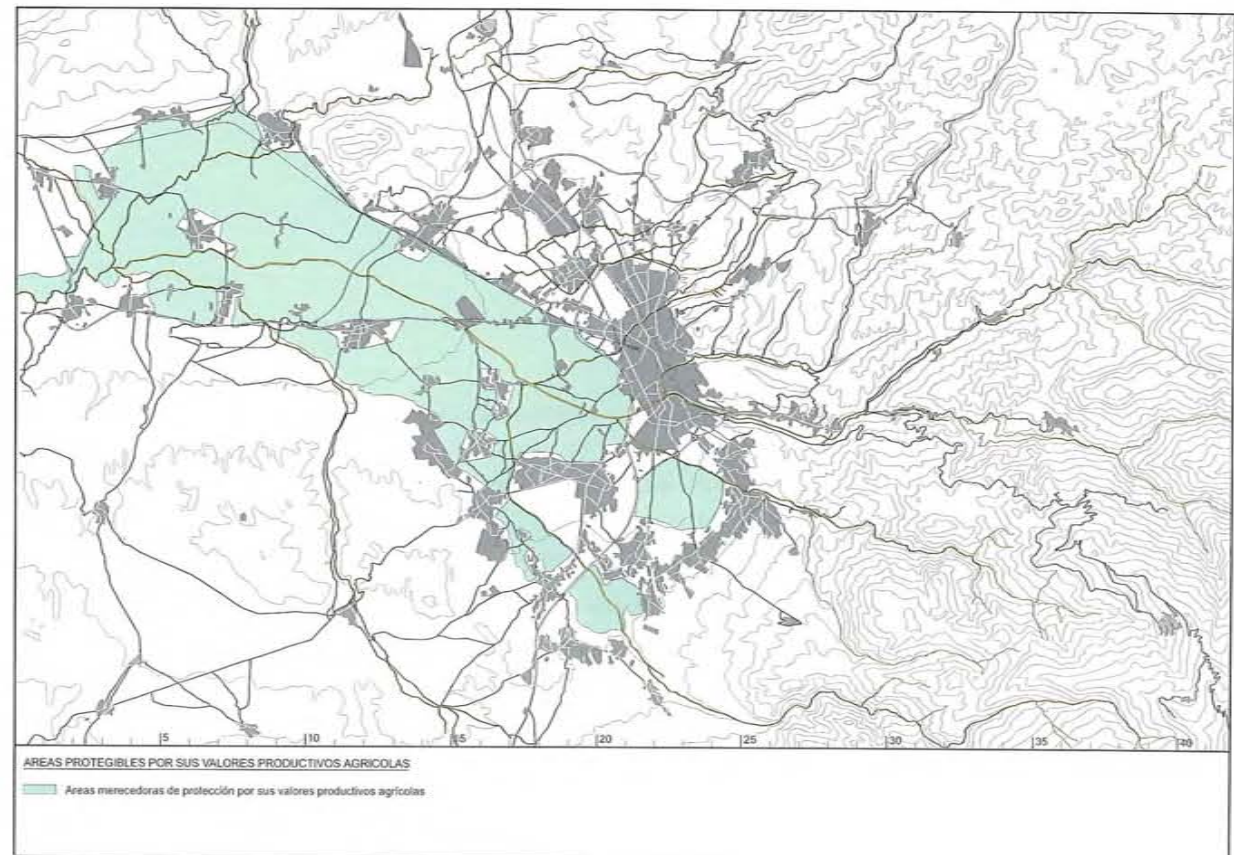 5 10 15 20 25 30 35 40
AREAS PROTEGIBLES POR SUS VALORES PRODUCTIVOS AGRICOLAS
Areas merecedoras de protección por sus valores productivos agrícolas